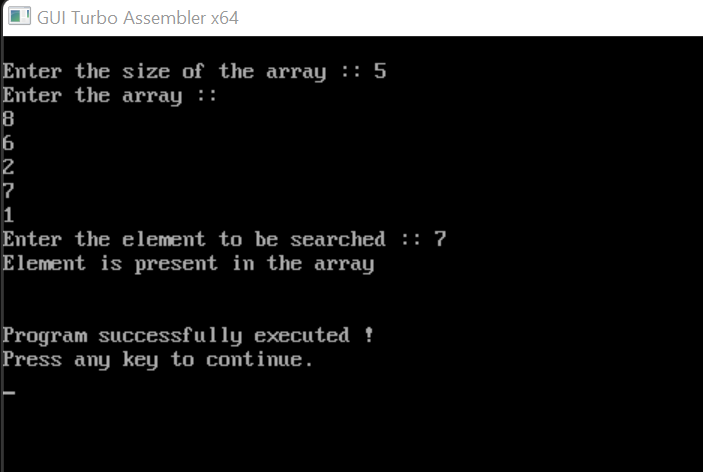 GUI Turbo Assembler x64
Enter the size of the array :: 5
Enter the array ::
8
6
2
7
1
Enter the element to be searched :: 7
Element is present in the array
Program successfully executed !
Press any key to continue.